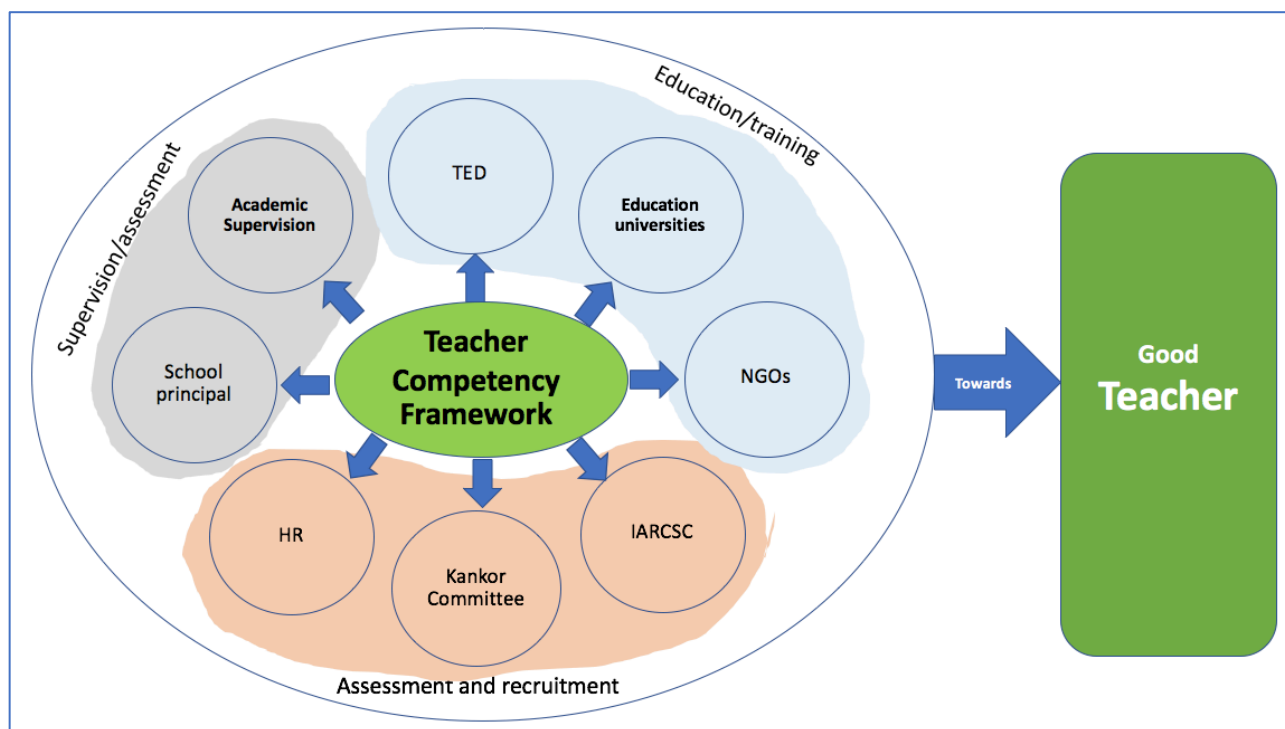 Education/training
Supervision/assessment
TED
Academic
Supervision
Education
universities
Teacher
Competency
Framework
School
principal
NGOs
HR
Kankor
Committee
IARCSC
Assessment and recruitment
Towards
Good
Teacher